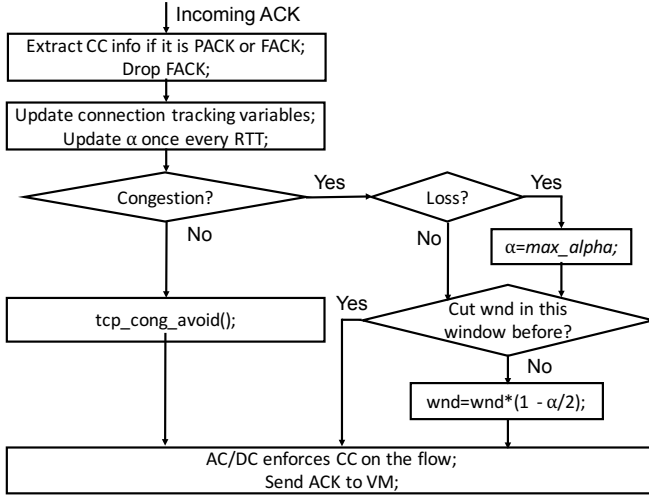 Incoming ACK
Extract CC info if it is PACK or FACK;
Drop FACK;
Update connection tracking variables;
Update α once every RTT;
Congestion?
Yes
Loss?
Yes
No
No
α=max_alpha;
tcp_cong_avoid();
Yes
Cut wnd in this
window before?
No
wnd=wnd*(1 - α/2);
AC/DC enforces CC on the flow;
Send ACK to VM;